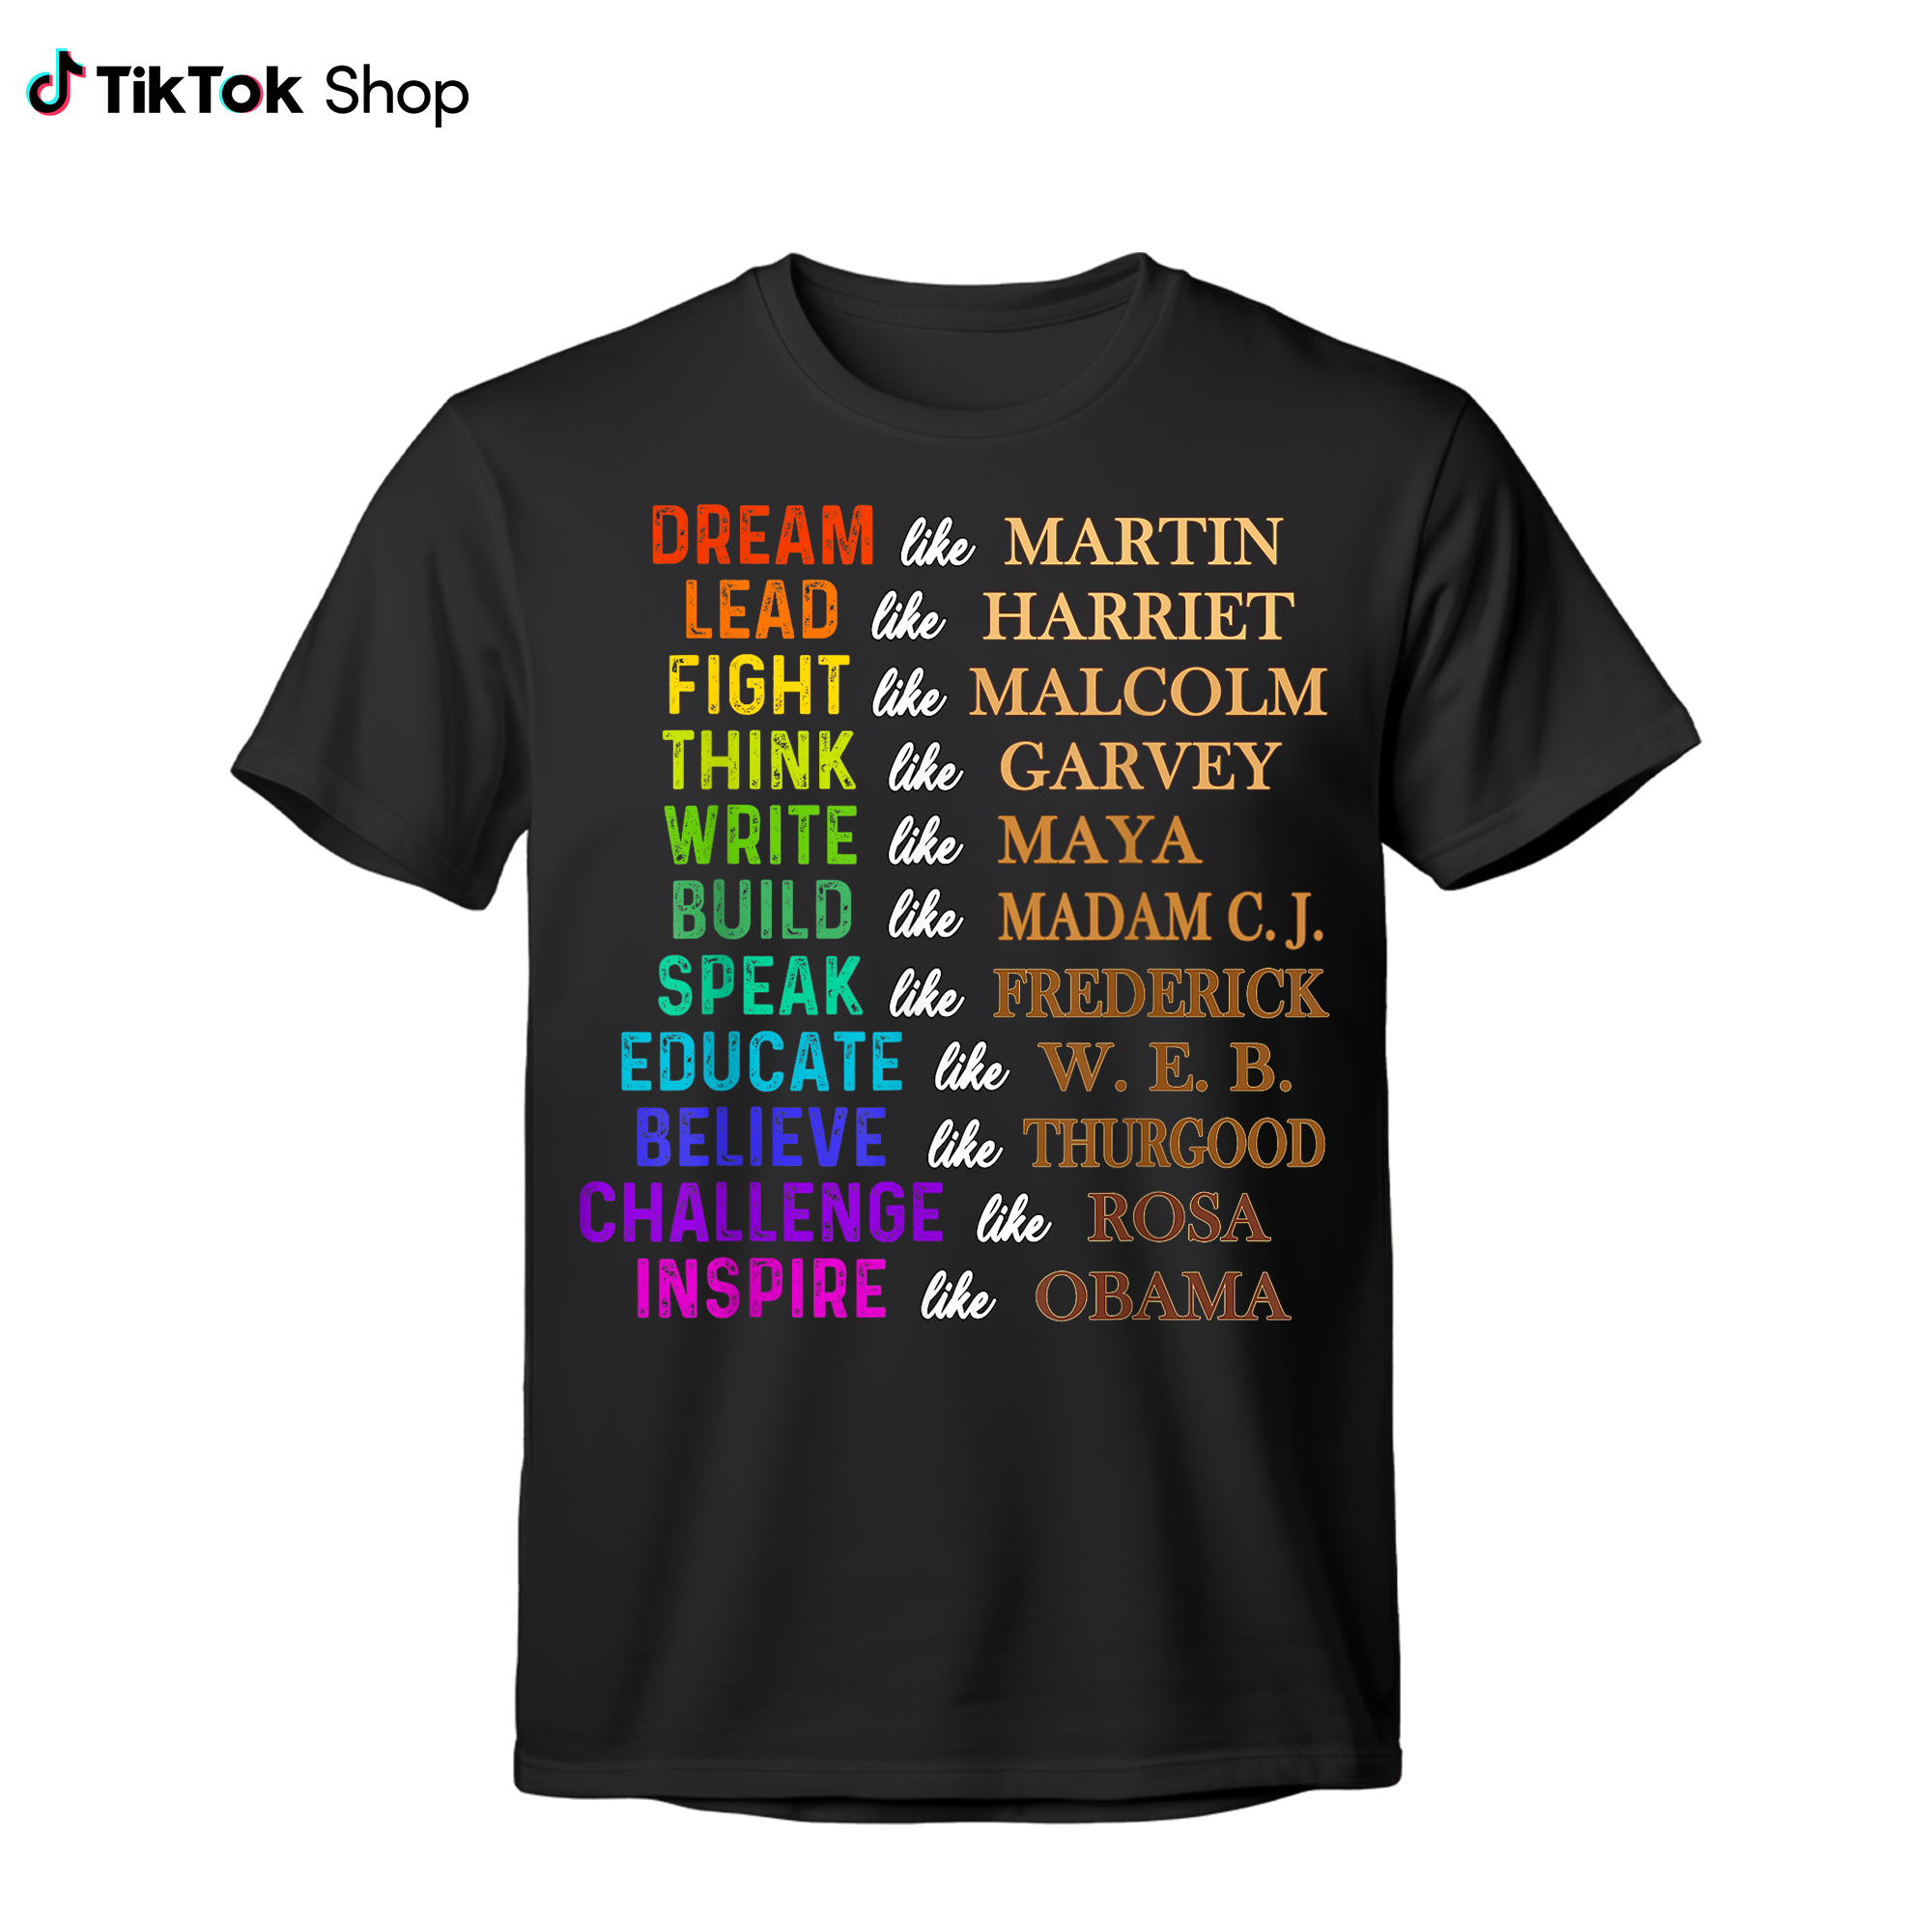 TikTok Shop
DREAM like MARTIN
LEAD like HARRIET
FIGHT like MALCOLM
THINK like GARVEY
WRITE like MAYA
BUILD like MADAM C. J.
SPEAK like FREDERICK
EDUCATE like W. E. B.
BELIEVE like THURGOOD
CHALLENGE like ROSA
INSPIRE like OBAMA